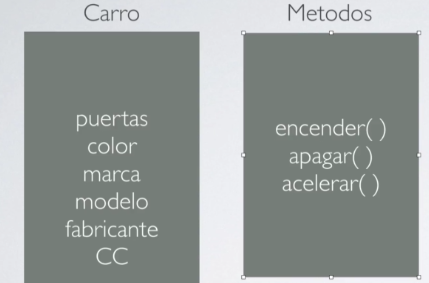 Carro
puertas
color
marca
modelo
fabricante
CC
Metodos
encender( )
apagar( )
acelerar( )